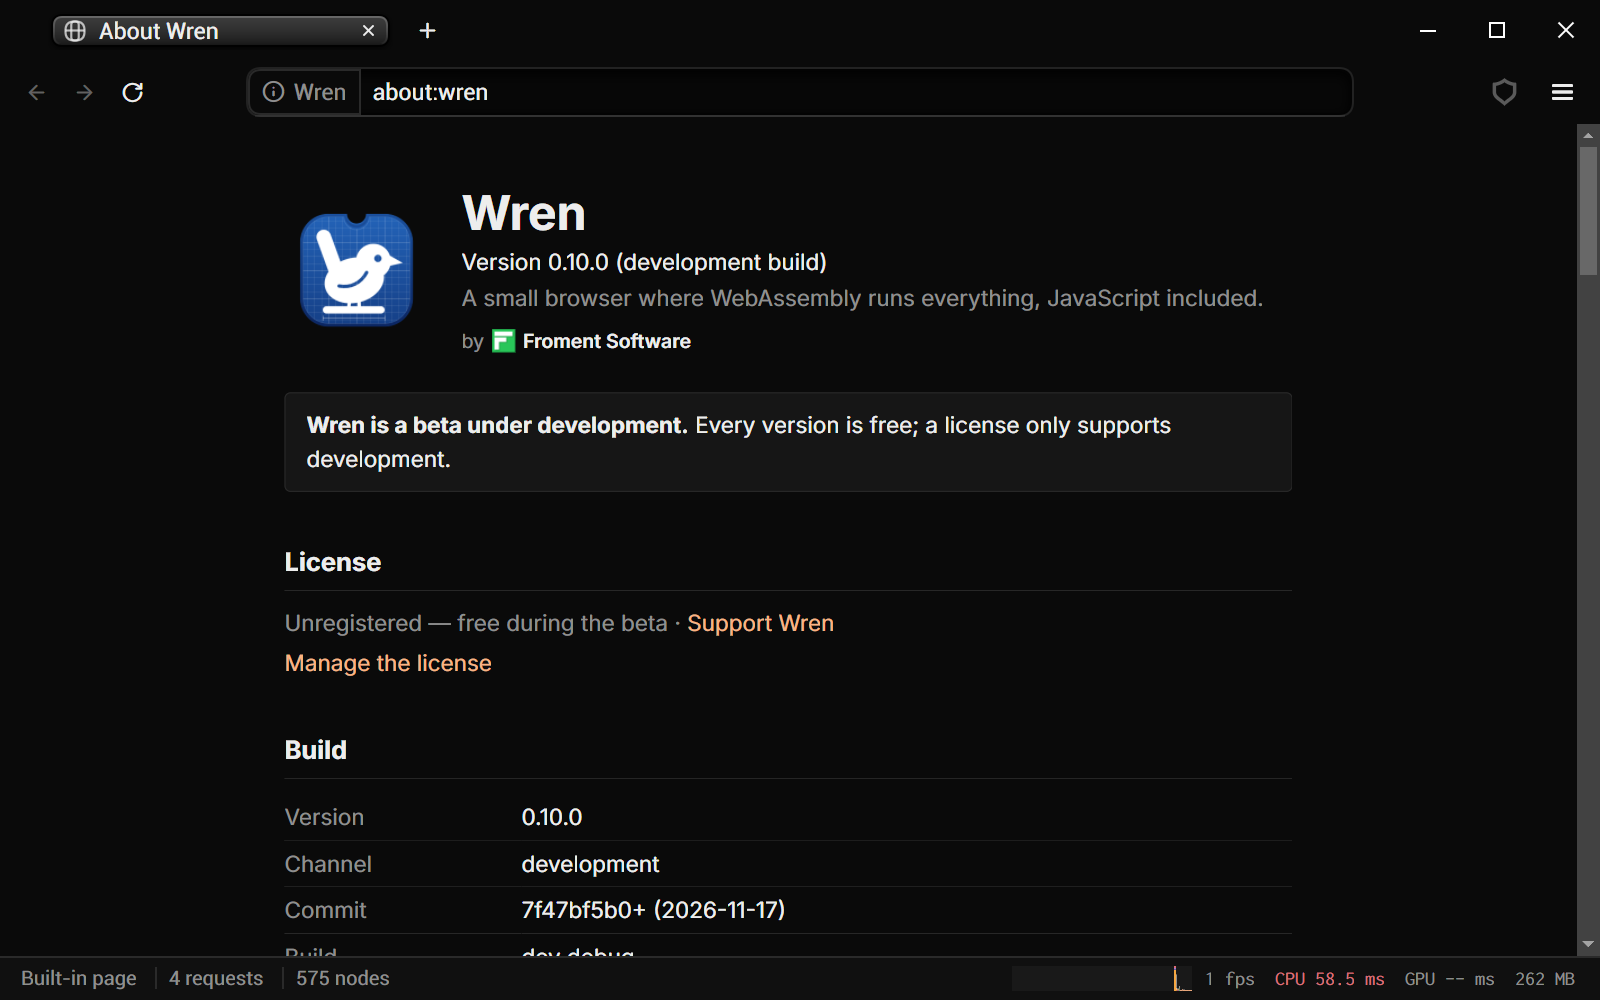 About Wren
Wren
about:wren
Wren
Version 0.10.0 (development build)
A small browser where WebAssembly runs everything, JavaScript included.
by Froment Software
Wren is a beta under development. Every version is free; a license only supports
development.
License
Unregistered — free during the beta · Support Wren
Manage the license
Build
Version 0.10.0
Channel development
Commit 7f47bf5b0+ (2026-11-17)
Build dev-debug
Built-in page 4 requests 575 nodes 1 fps CPU 58.5 ms GPU -- ms 262 MB